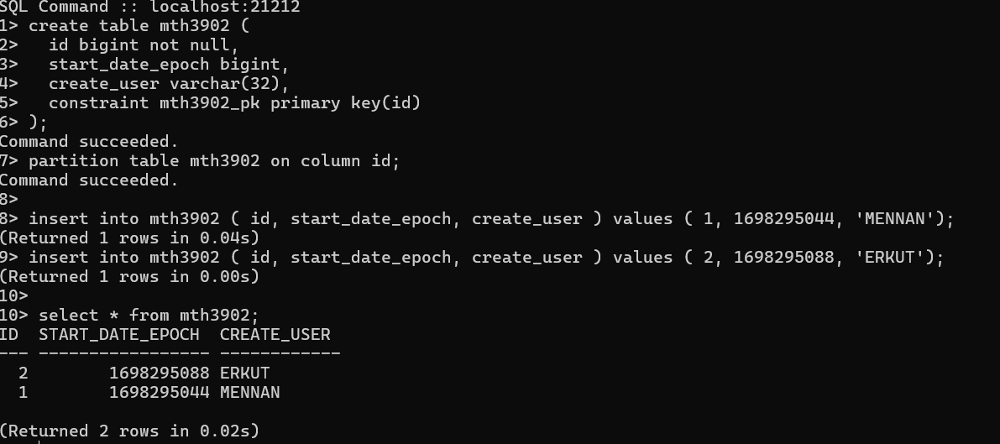 SQL Command :: localhost:21212
1> create table mth3902 (
2>   id bigint not null,
3>   start_date_epoch bigint,
4>   create_user varchar(32),
5>   constraint mth3902_pk primary key(id)
6> );
Command succeeded.
7> partition table mth3902 on column id;
Command succeeded.
8>
8> insert into mth3902 ( id, start_date_epoch, create_user ) values ( 1, 1698295044, 'MENNAN');
(Returned 1 rows in 0.04s)
9> insert into mth3902 ( id, start_date_epoch, create_user ) values ( 2, 1698295088, 'ERKUT');
(Returned 1 rows in 0.00s)
10>
10> select * from mth3902;
ID  START_DATE_EPOCH  CREATE_USER
--- ----------------- ------------
  2        1698295088 ERKUT
  1        1698295044 MENNAN

(Returned 2 rows in 0.02s)